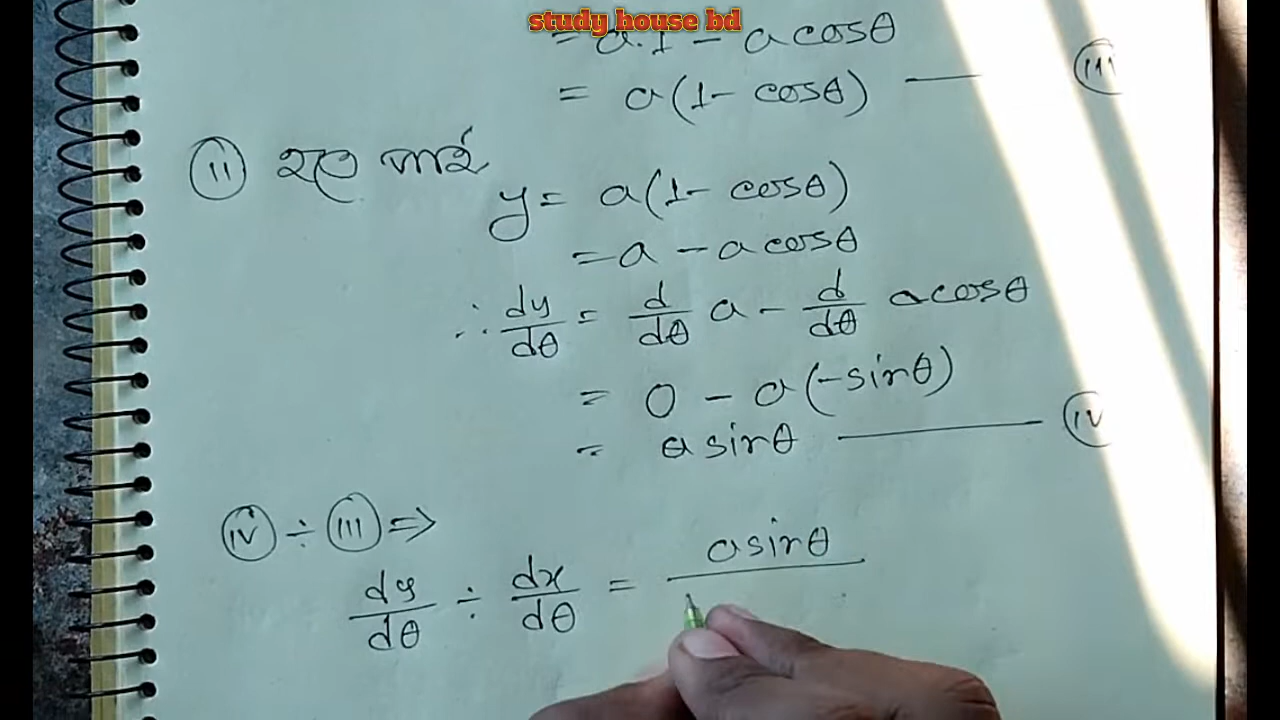 study house bd
= a.1 - a cosθ
= a(1 - cosθ) —— (III)
(II) হতে পাই
y = a(1 - cosθ)
= a - a cosθ
∴ dy/dθ = d/dθ a - d/dθ a cosθ
= 0 - a(-sinθ)
= a sinθ —— (IV)
(IV) ÷ (III) ⇒
dy/dθ ÷ dx/dθ = a sinθ